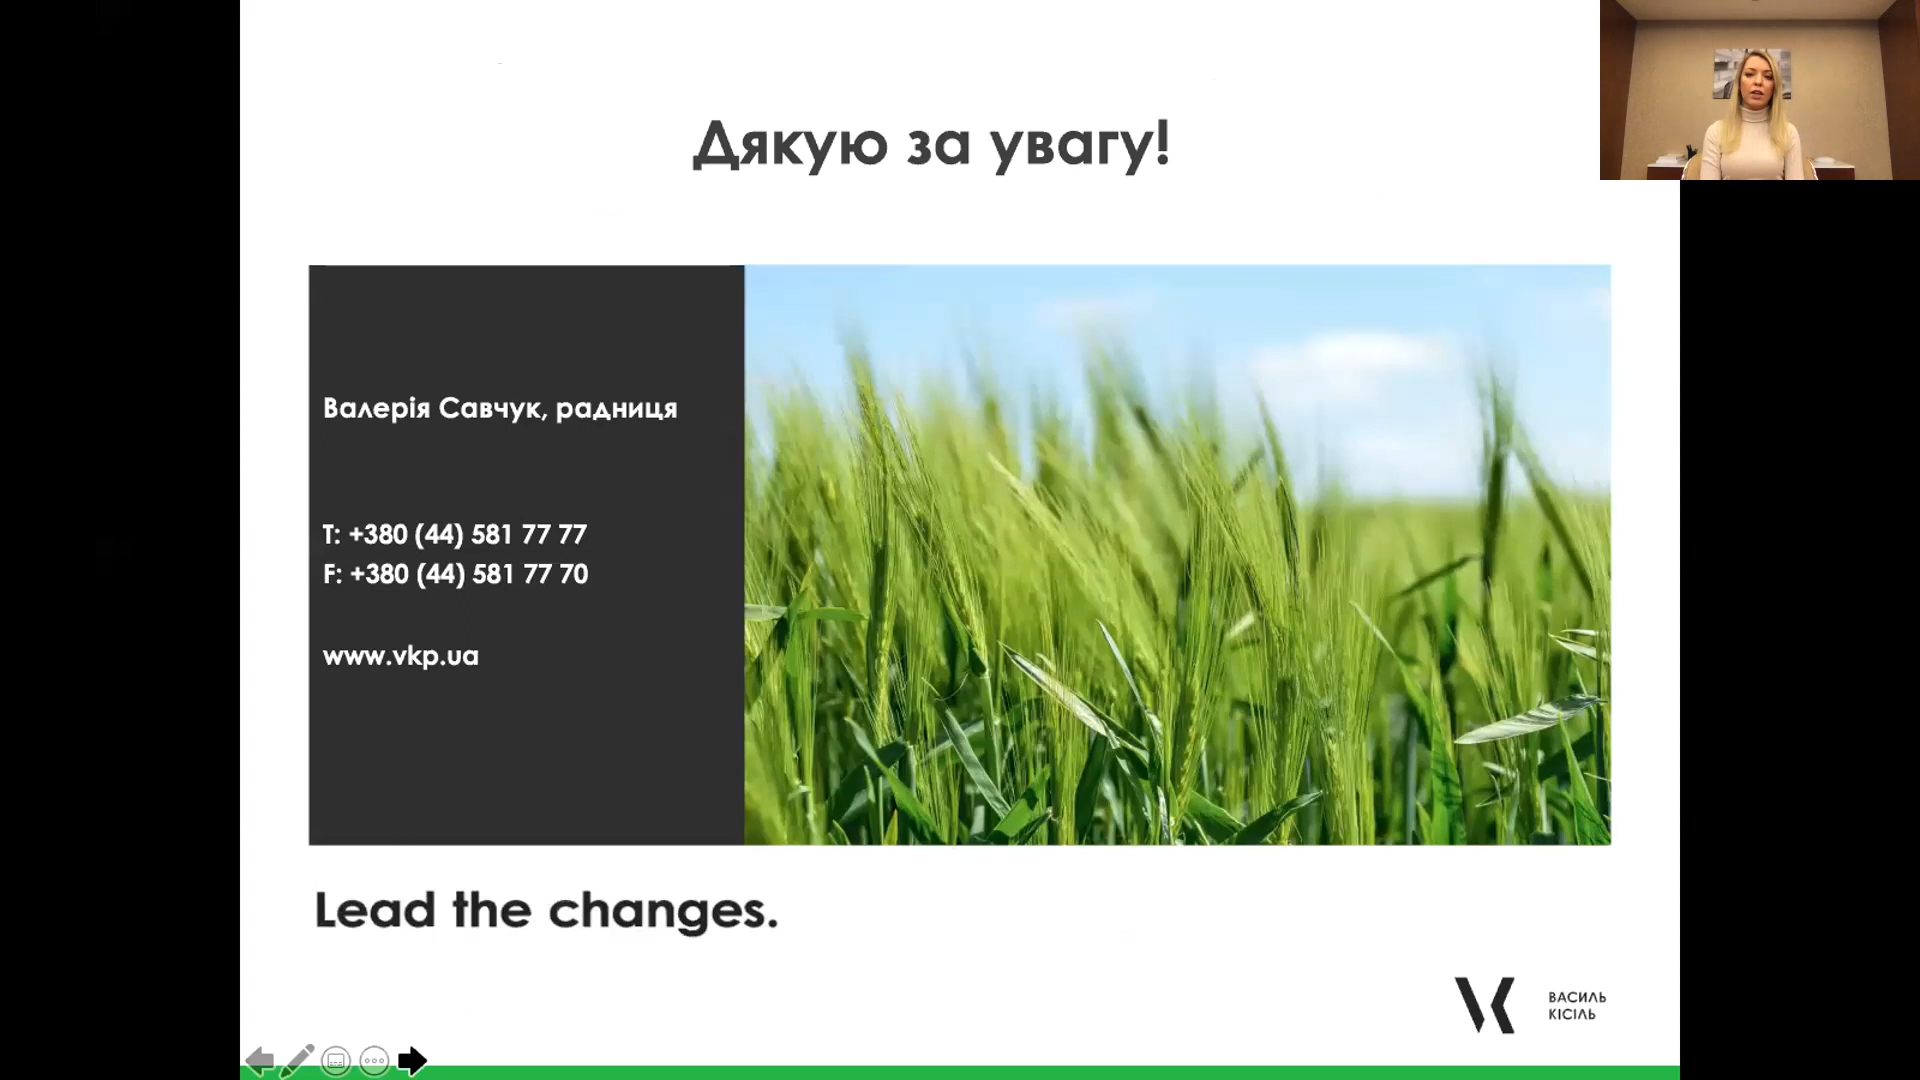 Дякую за увагу!
Валерія Савчук, радниця
T: +380 (44) 581 77 77
F: +380 (44) 581 77 70
www.vkp.ua
Lead the changes.
ВАСИЛЬ
КІСІЛЬ